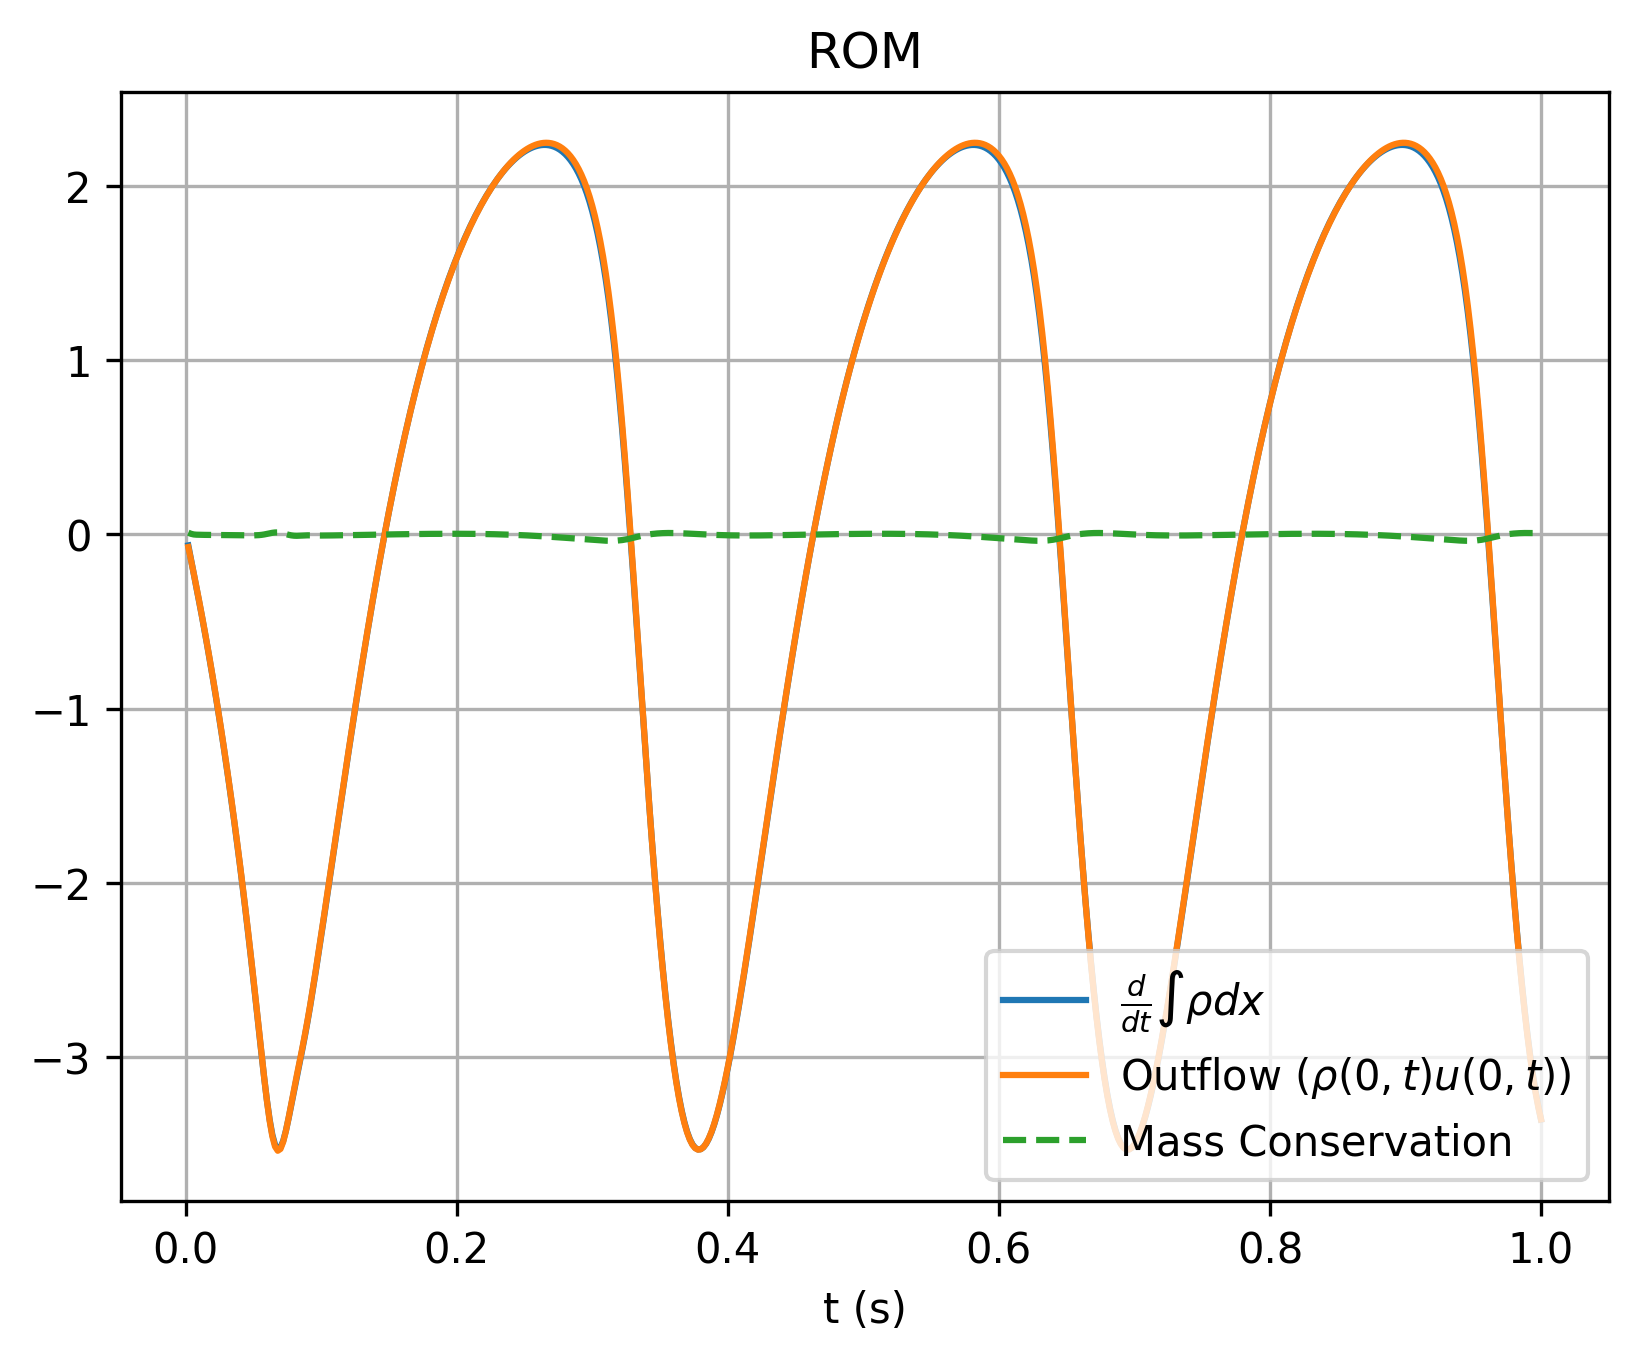 ROM
2
1
0
−1
−2
−3
d/dt ∫ρdx
Outflow (ρ(0, t)u(0, t))
Mass Conservation
0.0 0.2 0.4 0.6 0.8 1.0
t (s)